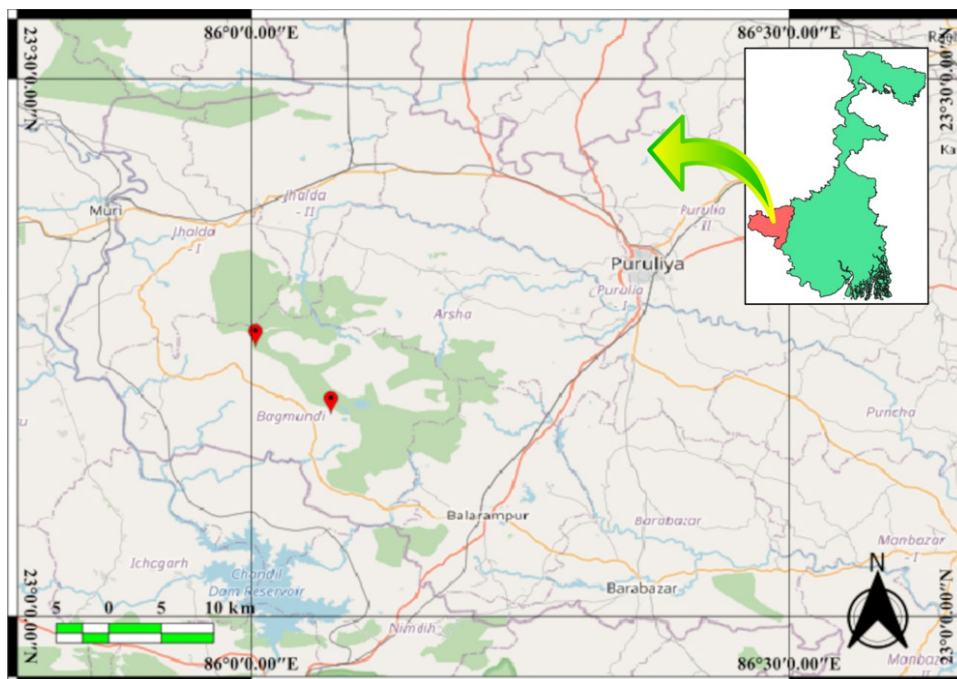 86°0′0.00″E
86°30′0.00″E
23°30′0.00″N
23°30′0.00″N
Muri
Jhalda
- II
Jhalda
- I
Purulia
II
Puruliya
Purulia
- I
Arsha
Bagmundi
Puncha
Balarampur
Barabazar
Manbazar
- I
Ichcgarh
Chandil
Dam Reservoir
Barabazar
N
5 0 5 10 km
Nimdih
23°0′0.00″N
23°0′0.00″N
86°0′0.00″E
86°30′0.00″E